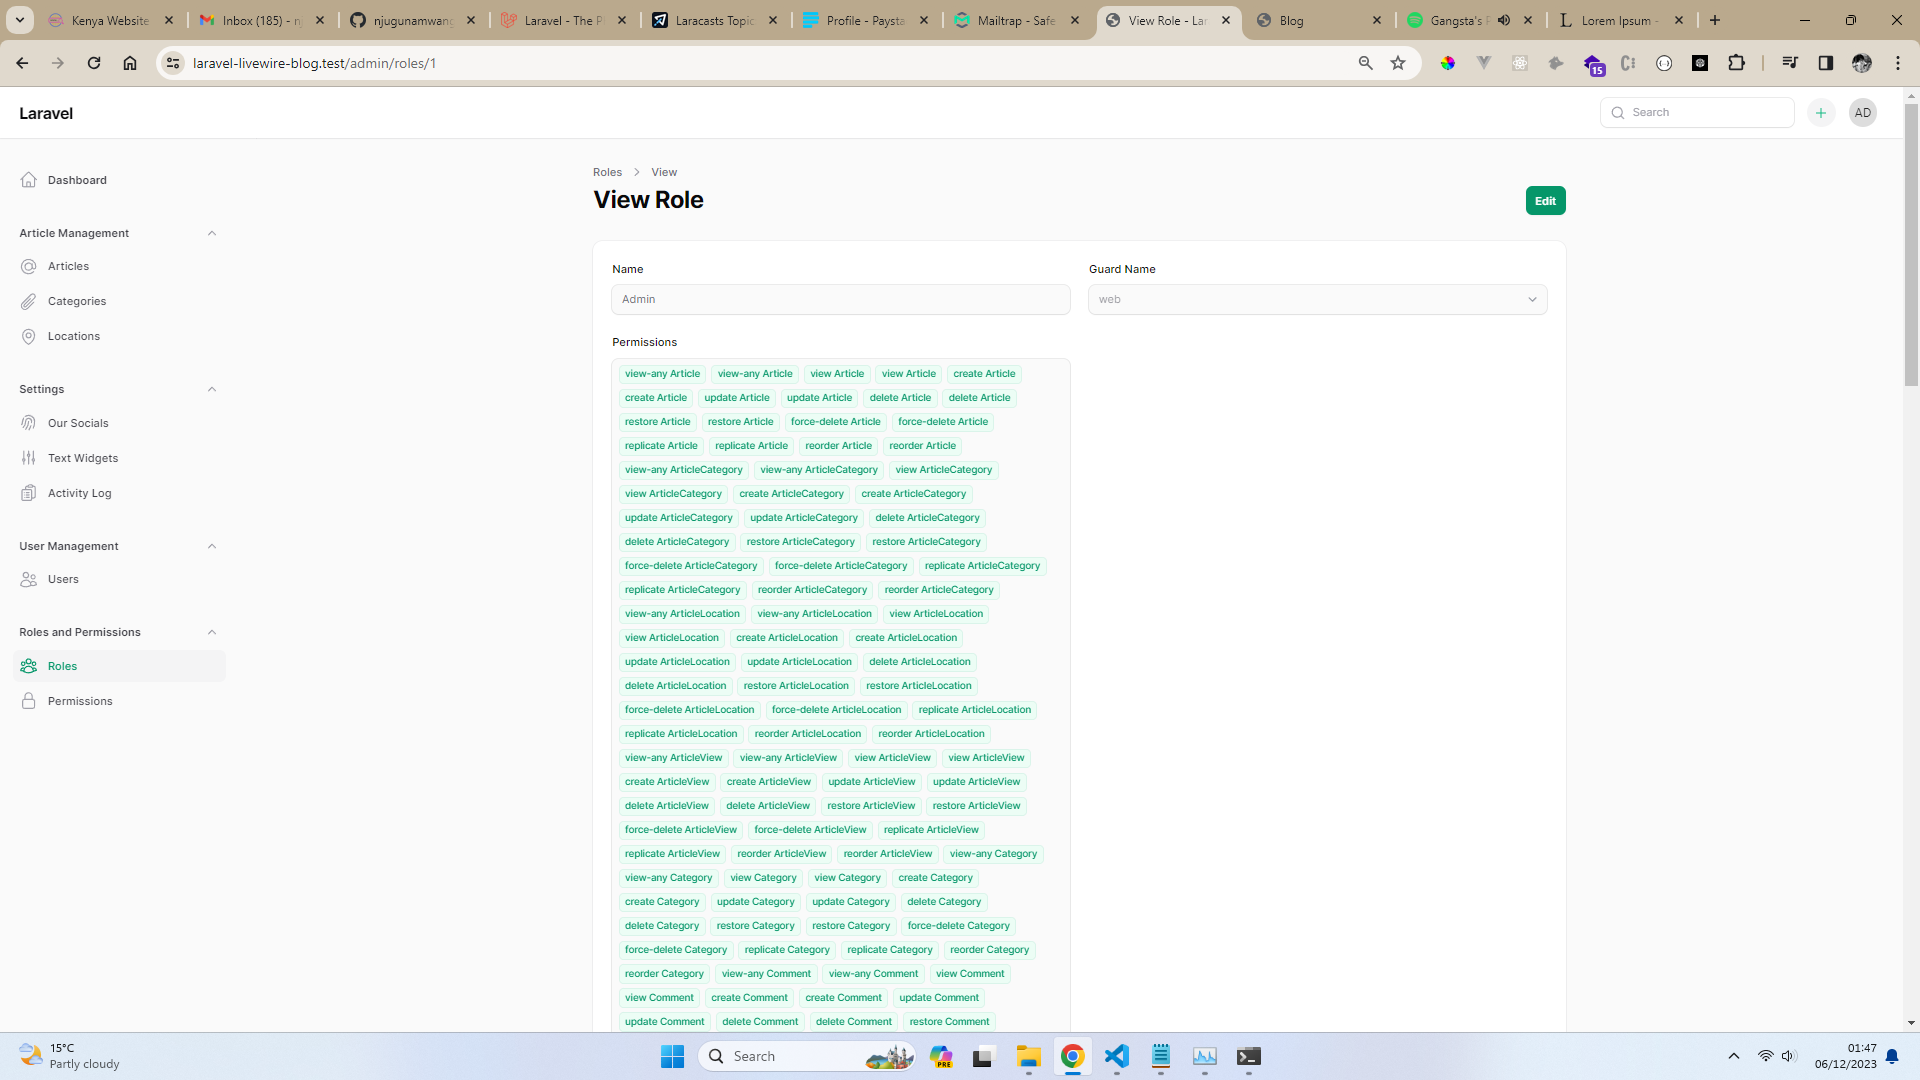 Kenya Website
Inbox (185) - nj
njugunamwang
Laravel - The P
Laracasts Topic
Profile - Paysta
Mailtrap - Safe
View Role - Lar
Blog
Gangsta's P
Lorem Ipsum -
laravel-livewire-blog.test/admin/roles/1
15
Laravel
Search
AD
Dashboard
Article Management
Articles
Categories
Locations
Settings
Our Socials
Text Widgets
Activity Log
User Management
Users
Roles and Permissions
Roles
Permissions
Roles > View
View Role
Edit
Name
Guard Name
Admin
web
Permissions
view-any Article view-any Article view Article view Article create Article
create Article update Article update Article delete Article delete Article
restore Article restore Article force-delete Article force-delete Article
replicate Article replicate Article reorder Article reorder Article
view-any ArticleCategory view-any ArticleCategory view ArticleCategory
view ArticleCategory create ArticleCategory create ArticleCategory
update ArticleCategory update ArticleCategory delete ArticleCategory
delete ArticleCategory restore ArticleCategory restore ArticleCategory
force-delete ArticleCategory force-delete ArticleCategory replicate ArticleCategory
replicate ArticleCategory reorder ArticleCategory reorder ArticleCategory
view-any ArticleLocation view-any ArticleLocation view ArticleLocation
view ArticleLocation create ArticleLocation create ArticleLocation
update ArticleLocation update ArticleLocation delete ArticleLocation
delete ArticleLocation restore ArticleLocation restore ArticleLocation
force-delete ArticleLocation force-delete ArticleLocation replicate ArticleLocation
replicate ArticleLocation reorder ArticleLocation reorder ArticleLocation
view-any ArticleView view-any ArticleView view ArticleView view ArticleView
create ArticleView create ArticleView update ArticleView update ArticleView
delete ArticleView delete ArticleView restore ArticleView restore ArticleView
force-delete ArticleView force-delete ArticleView replicate ArticleView
replicate ArticleView reorder ArticleView reorder ArticleView view-any Category
view-any Category view Category view Category create Category
create Category update Category update Category delete Category
delete Category restore Category restore Category force-delete Category
force-delete Category replicate Category replicate Category reorder Category
reorder Category view-any Comment view-any Comment view Comment
view Comment create Comment create Comment update Comment
update Comment delete Comment delete Comment restore Comment
15°C
Partly cloudy
Search
PRE
01:47
06/12/2023